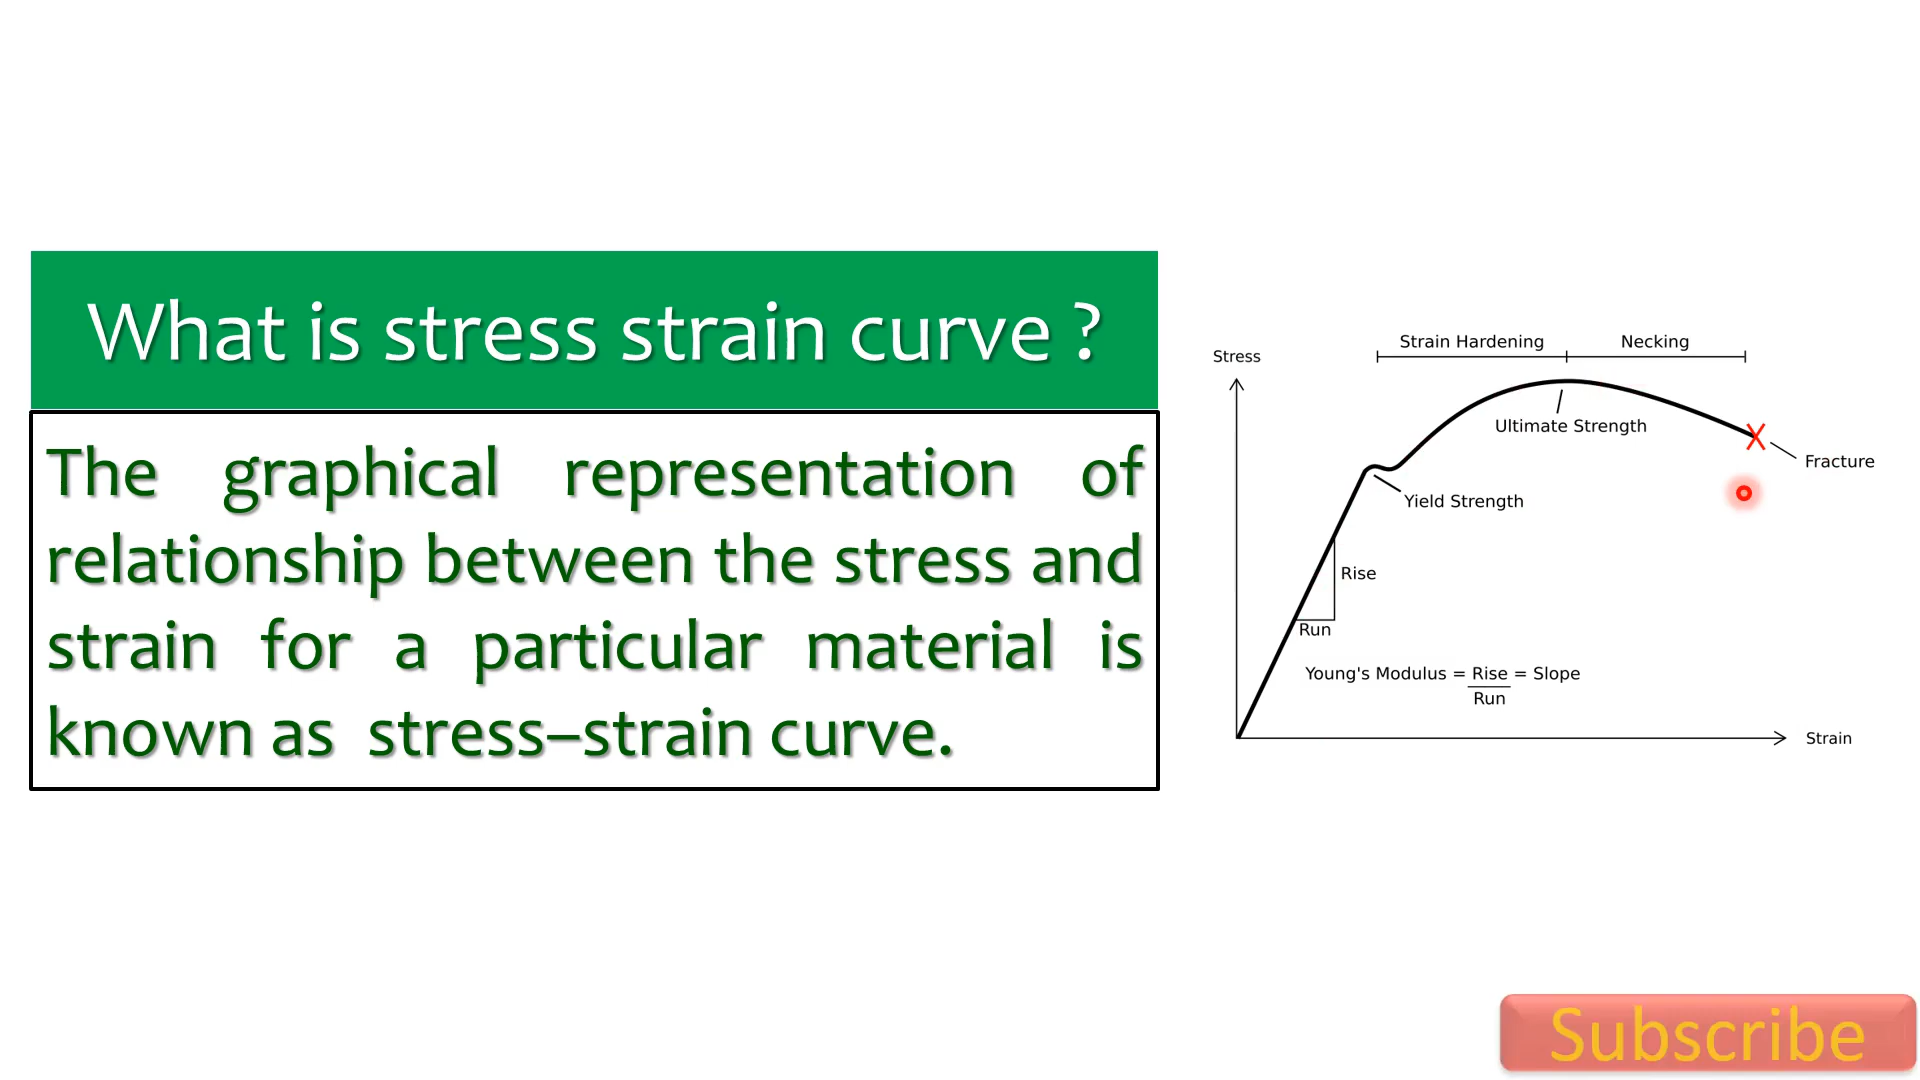 What is stress strain curve ?
The graphical representation of
relationship between the stress and
strain for a particular material is
known as stress–strain curve.
Strain Hardening
Necking
Stress
Ultimate Strength
Fracture
Yield Strength
Rise
Run
Young's Modulus = Rise = Slope
Run
Strain
Subscribe